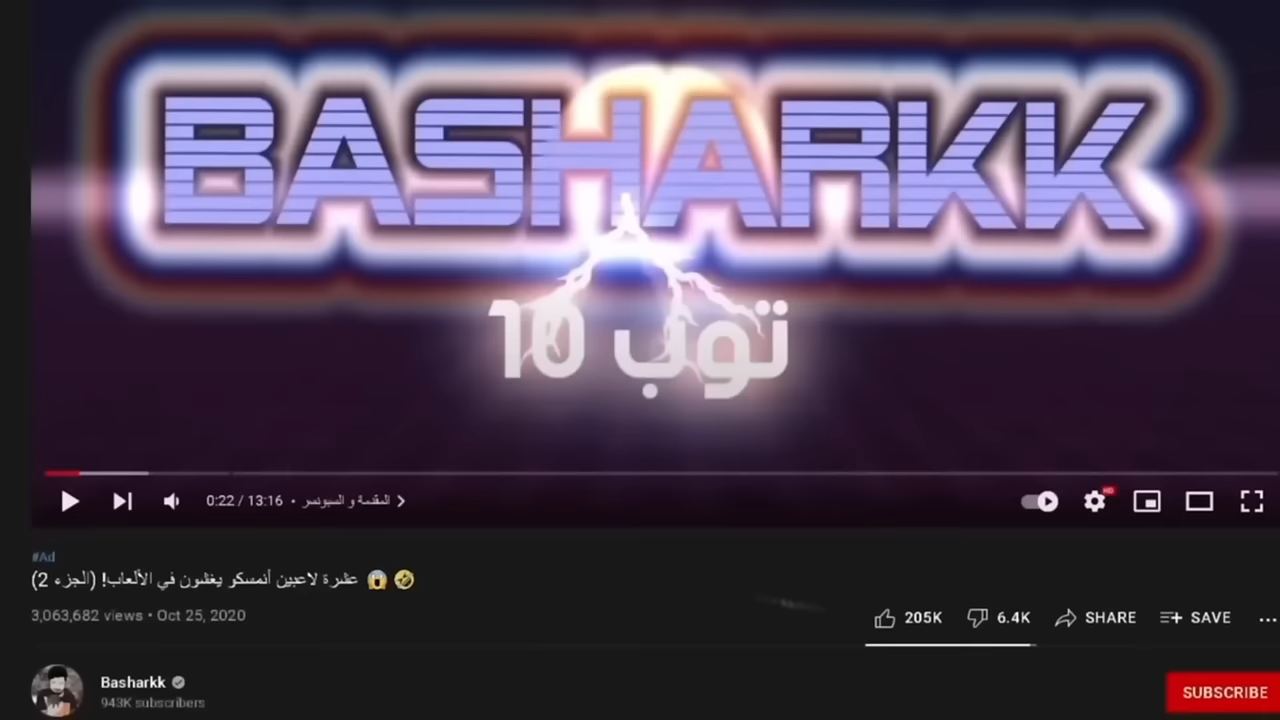 BASHARKK
توب 10
0:22 / 13:16 • المقدمة و السبونسر
HD
#Ad
عشرة لاعبين أنمسكو يغشون في الألعاب! (الجزء 2) 😱 🤣
3,063,682 views • Oct 25, 2020
205K 6.4K SHARE SAVE ...
Basharkk
943K subscribers
SUBSCRIBE